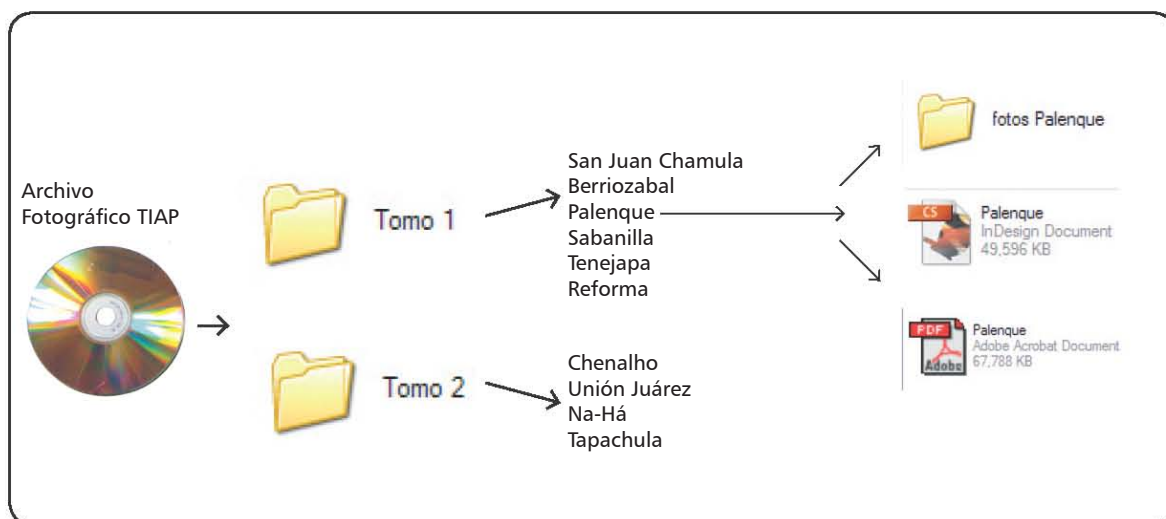 Archivo
Fotográfico TIAP
Tomo 1
San Juan Chamula
Berriozabal
Palenque
Sabanilla
Tenejapa
Reforma
Tomo 2
Chenalho
Unión Juárez
Na-Há
Tapachula
fotos Palenque
CS
Palenque
InDesign Document
49,596 KB
PDF
Adobe
Palenque
Adobe Acrobat Document
67,788 KB